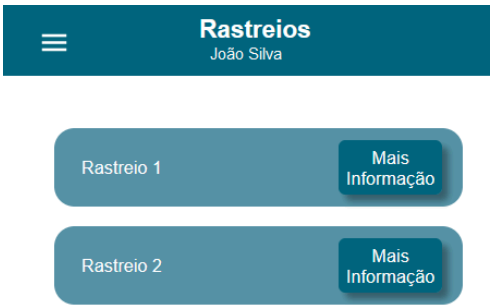 Rastreios
João Silva
Rastreio 1
Mais
Informação
Rastreio 2
Mais
Informação